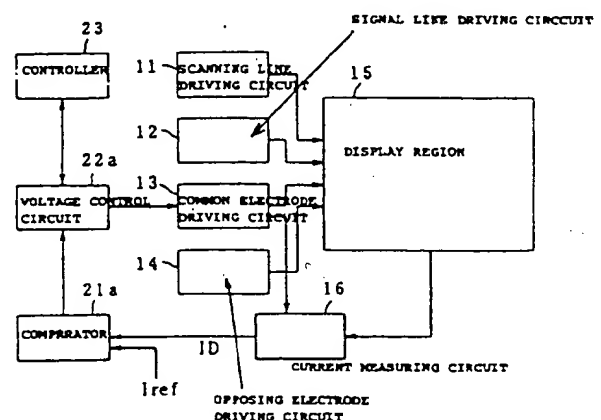 SIGNAL LINE DRIVING CIRCCUIT
23
CONTROLLER
11
SCANNING LINE
DRIVING CIRCUIT
15
12
DISPLAY REGION
22a
VOLTAGE CONTROL
CIRCUIT
13
COMMON ELECTRODE
DRIVING CIRCUIT
14
21a
16
COMPRRATOR
ID
CURRENT MEASURING CIRCUIT
Iref
OPPOSING ELECTRODE
DRIVING CIRCUIT